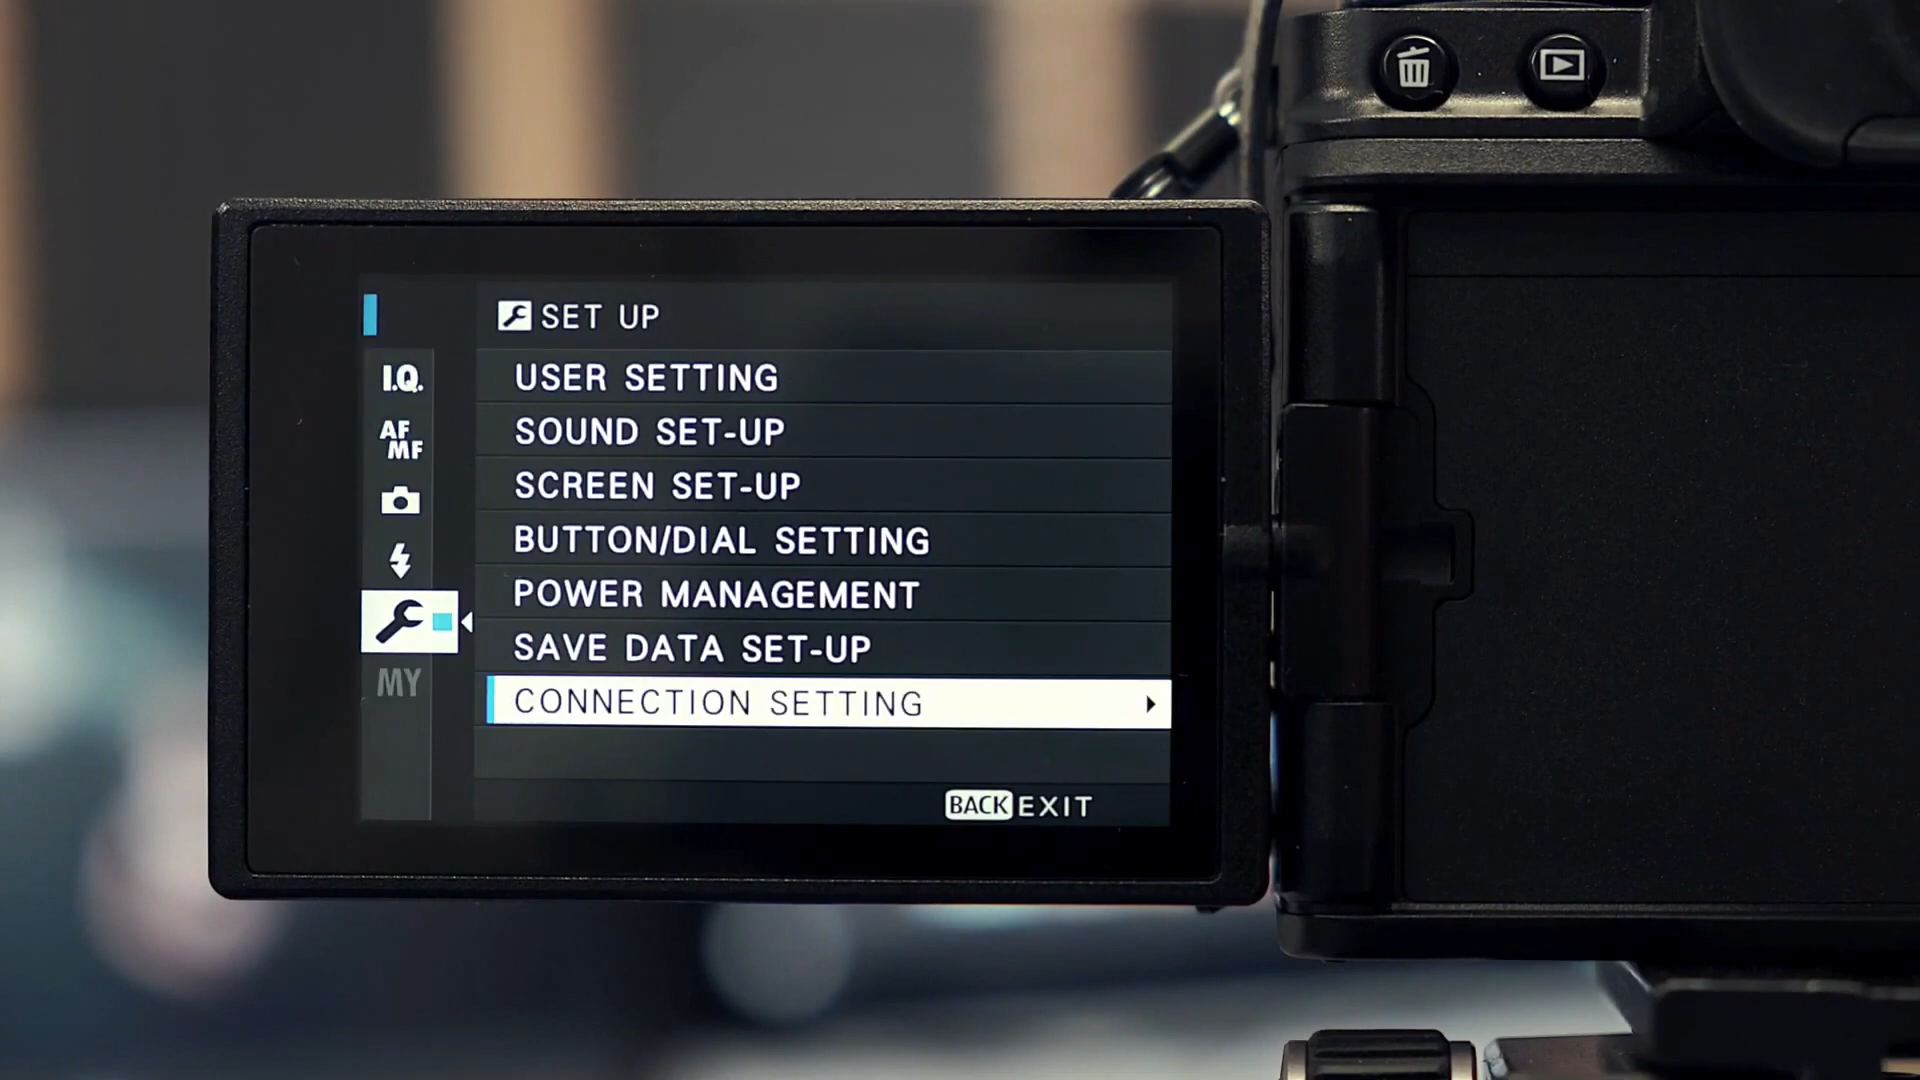 SET UP
I.Q.
USER SETTING
AF
MF
SOUND SET-UP
SCREEN SET-UP
BUTTON/DIAL SETTING
POWER MANAGEMENT
SAVE DATA SET-UP
MY
CONNECTION SETTING
BACK EXIT